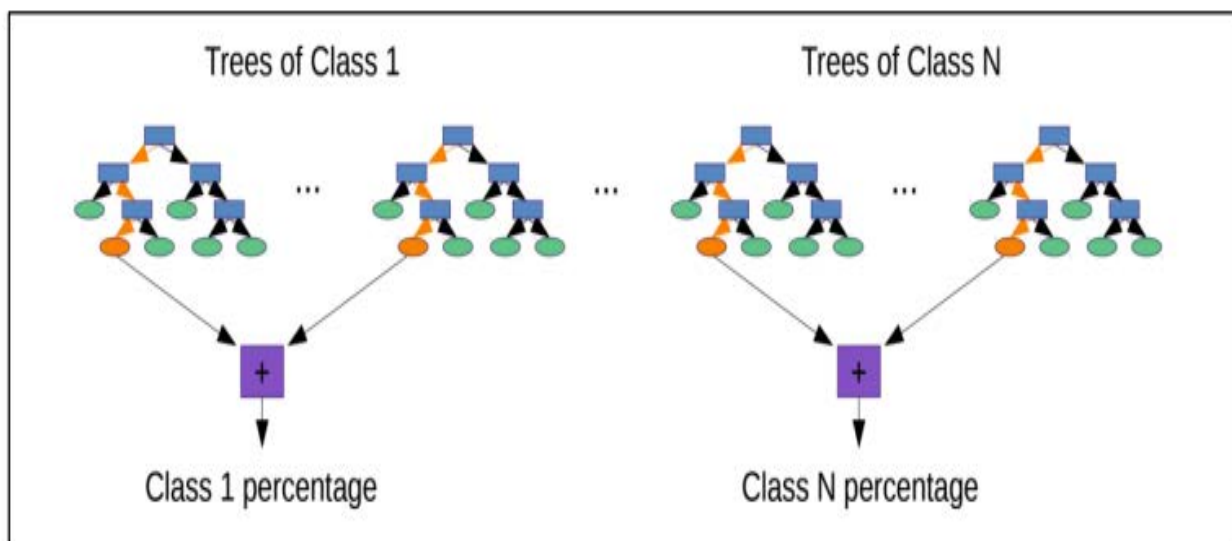 Trees of Class 1
Trees of Class N
... ... ...
+ +
Class 1 percentage
Class N percentage